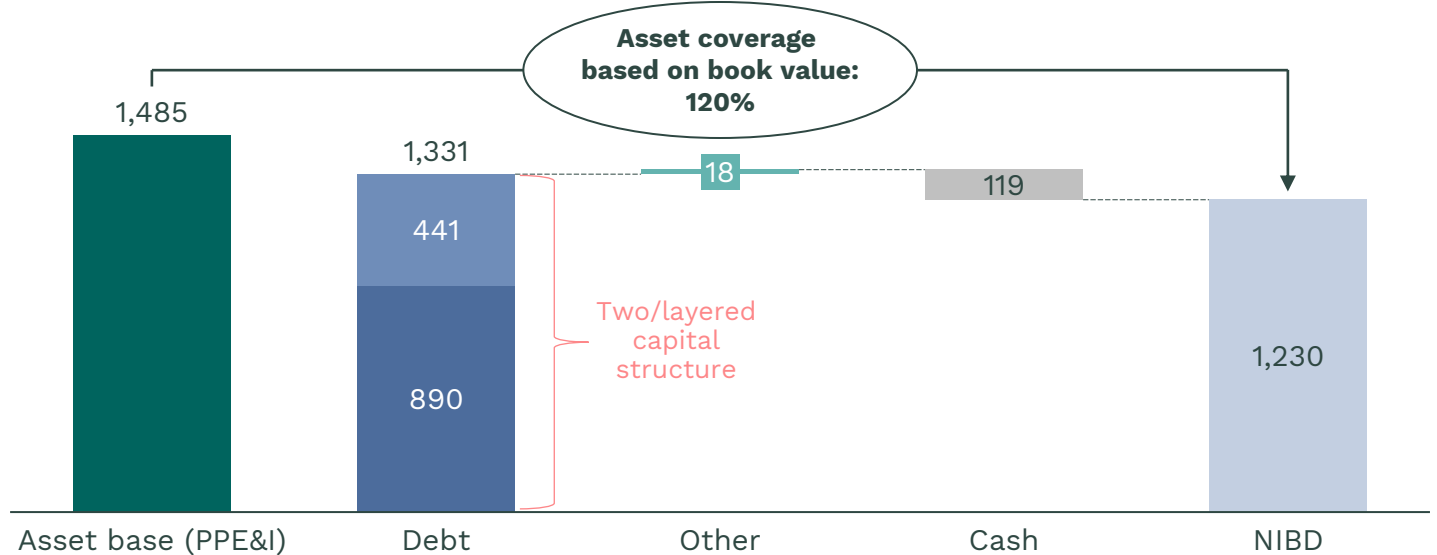 Asset coverage
based on book value:
120%
1,485
1,331
18
119
441
890
1,230
Two/layered
capital
structure
Asset base (PPE&I)
Debt
Other
Cash
NIBD